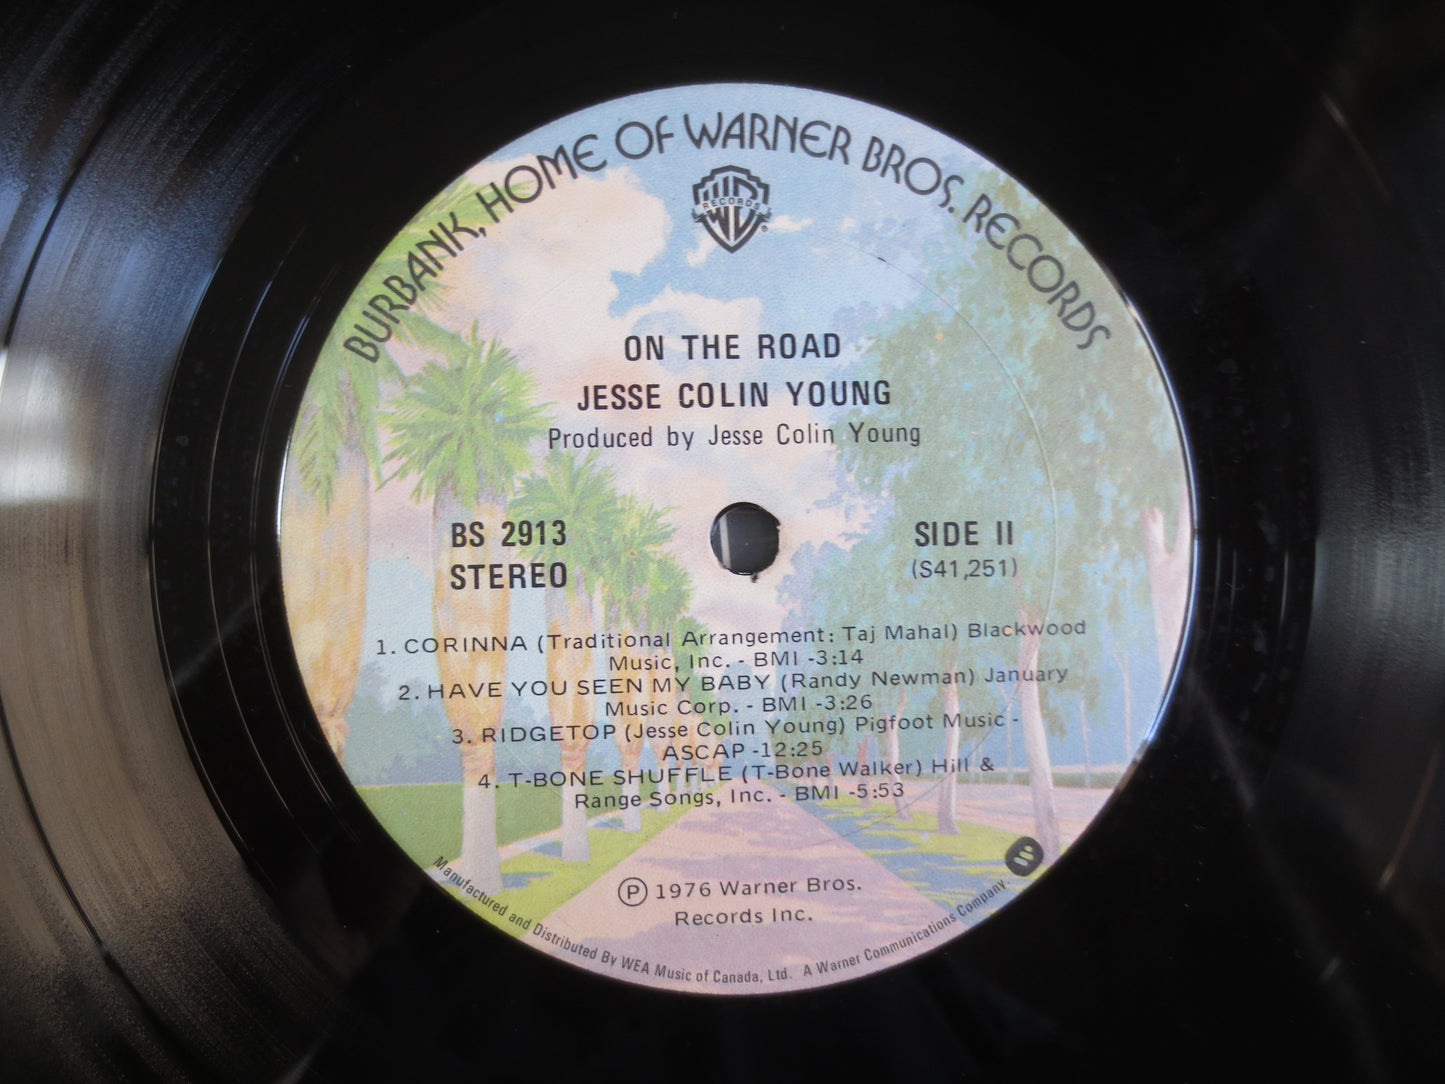 BURBANK, HOME OF WARNER BROS. RECORDS
WB
RECORDS
®
ON THE ROAD
JESSE COLIN YOUNG
Produced by Jesse Colin Young
BS 2913
STEREO
SIDE II
(S41,251)
1. CORINNA (Traditional Arrangement: Taj Mahal) Blackwood
Music, Inc. - BMI -3:14
2. HAVE YOU SEEN MY BABY (Randy Newman) January
Music Corp. - BMI -3:26
3. RIDGETOP (Jesse Colin Young) Pigfoot Music -
ASCAP -12:25
4. T-BONE SHUFFLE (T-Bone Walker) Hill &
Range Songs, Inc. - BMI -5:53
Ⓟ 1976 Warner Bros.
Records Inc.
Manufactured and Distributed By WEA Music of Canada, Ltd. A Warner Communications Company.